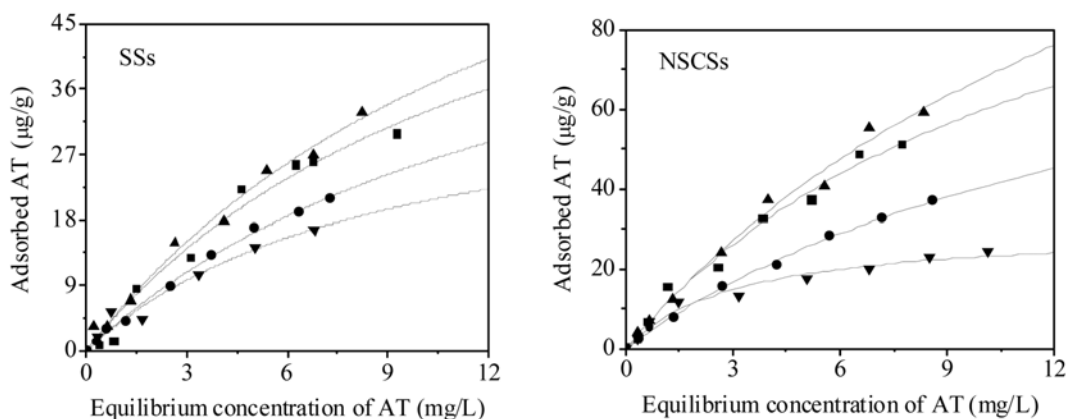 45
36
27
18
9
0
Adsorbed AT (μg/g)
SSs
0 3 6 9 12
Equilibrium concentration of AT (mg/L)
80
60
40
20
0
Adsorbed AT (μg/g)
NSCSs
0 3 6 9 12
Equilibrium concentration of AT (mg/L)